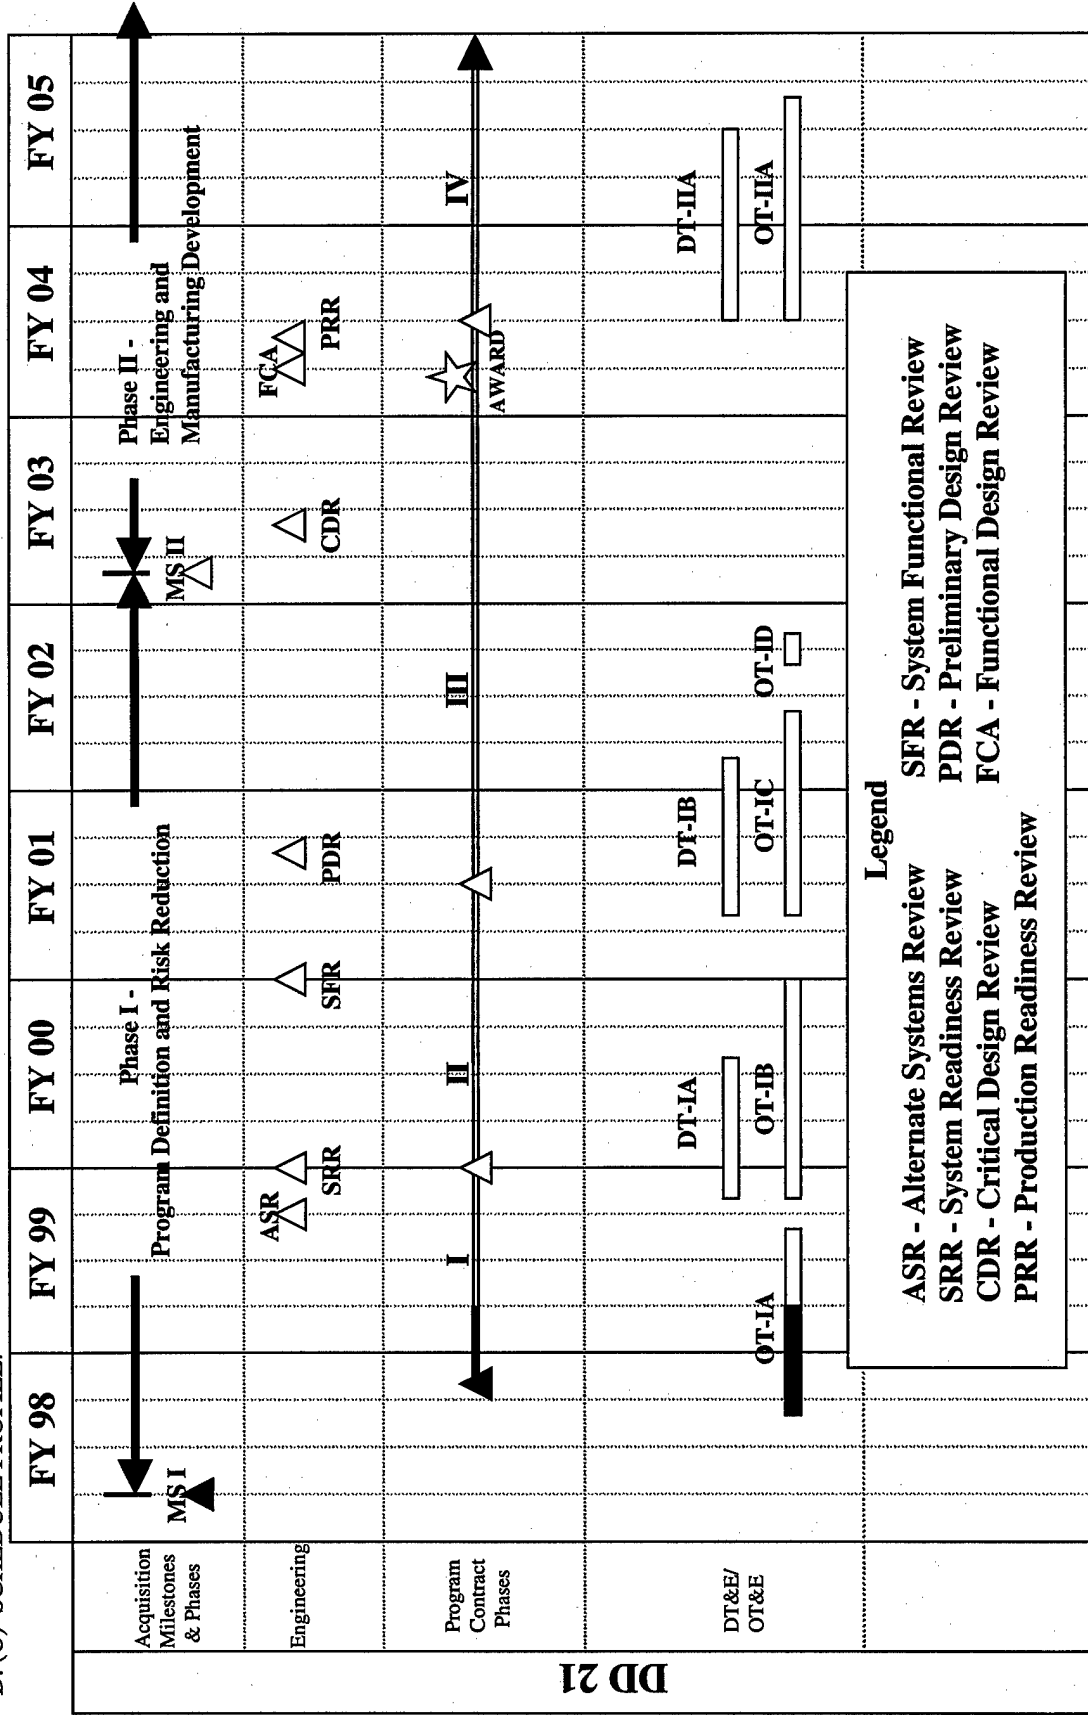 FY 98 FY 99 FY 00 FY 01 FY 02 FY 03 FY 04 FY 05
DD 21
Acquisition
Milestones
& Phases
MS I
Phase I -
Program Definition and Risk Reduction
MS II
Phase II -
Engineering and
Manufacturing Development
Engineering
ASR
SRR
SFR
PDR
CDR
FCA
PRR
Program
Contract
Phases
I II III IV
AWARD
DT&E/
OT&E
DT-IA DT-IB DT-IIA
OT-IA OT-IB OT-IC OT-ID OT-IIA
Legend
ASR - Alternate Systems Review SFR - System Functional Review
SRR - System Readiness Review PDR - Preliminary Design Review
CDR - Critical Design Review FCA - Functional Design Review
PRR - Production Readiness Review